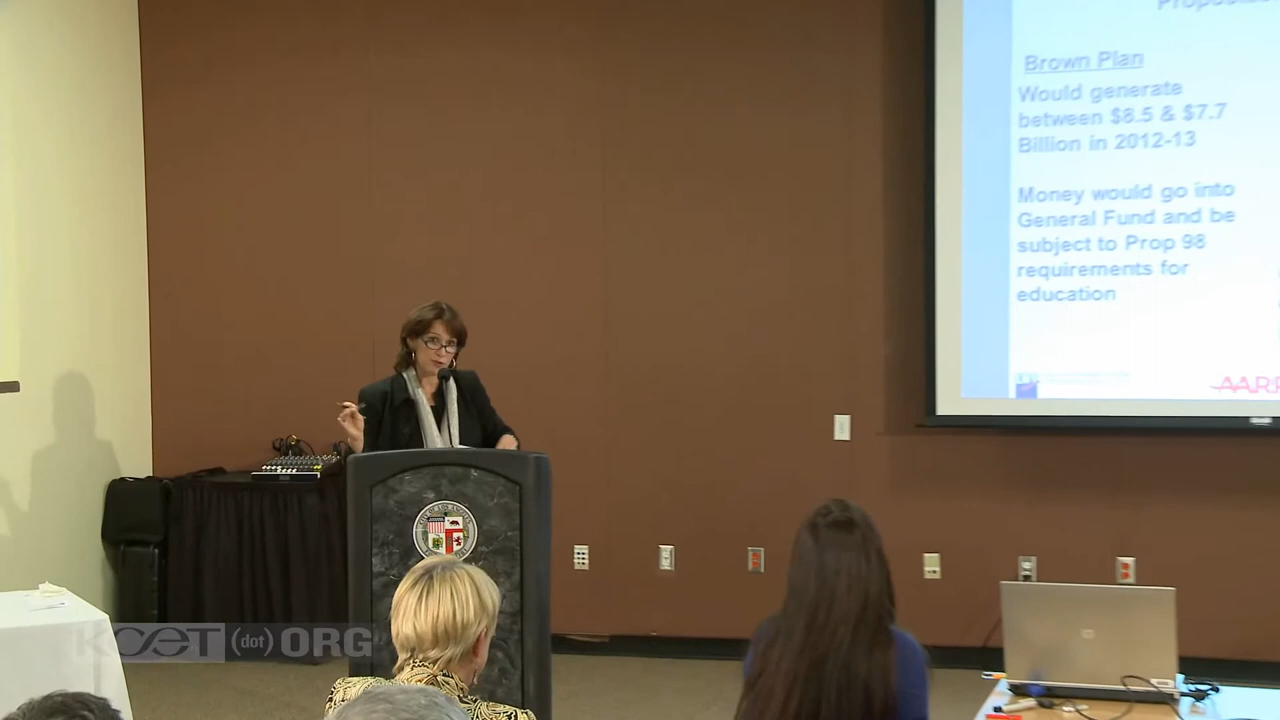 Brown Plan
Would generate
between $8.5 & $7.7
Billion in 2012-13
Money would go into
General Fund and be
subject to Prop 98
requirements for
education
AARP
KCET (dot) ORG